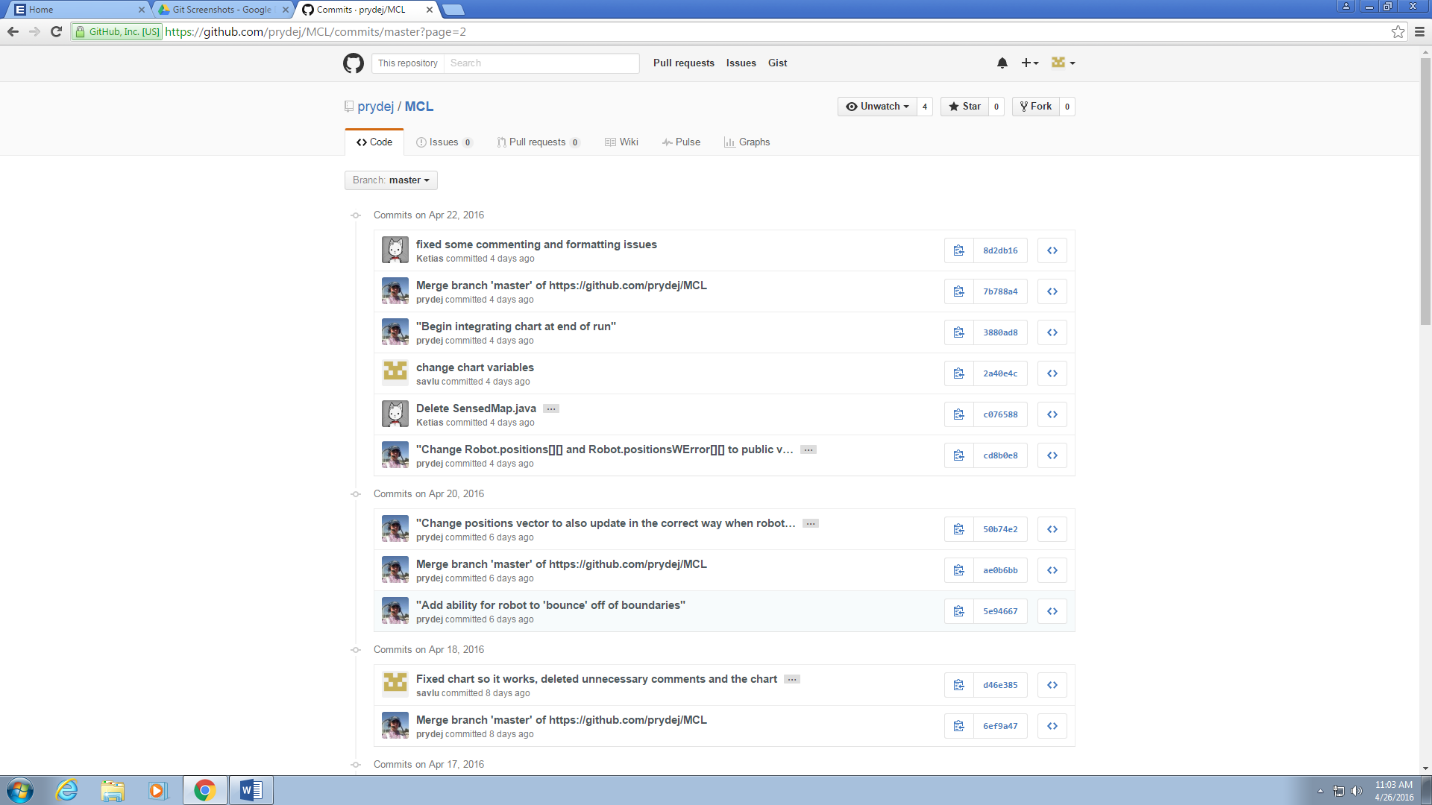 Home
Git Screenshots - Google
Commits · prydej/MCL
GitHub, Inc. [US] https://github.com/prydej/MCL/commits/master?page=2
This repository Search Pull requests Issues Gist
prydej / MCL
Unwatch 4 Star 0 Fork 0
Code Issues 0 Pull requests 0 Wiki Pulse Graphs
Branch: master
Commits on Apr 22, 2016
fixed some commenting and formatting issues
Ketias committed 4 days ago
8d2db16
Merge branch 'master' of https://github.com/prydej/MCL
prydej committed 4 days ago
7b788a4
"Begin integrating chart at end of run"
prydej committed 4 days ago
3880ad8
change chart variables
savlu committed 4 days ago
2a40e4c
Delete SensedMap.java …
Ketias committed 4 days ago
c076588
"Change Robot.positions[][] and Robot.positionsWError[][] to public v… …
prydej committed 4 days ago
cd8b0e8
Commits on Apr 20, 2016
"Change positions vector to also update in the correct way when robot… …
prydej committed 6 days ago
50b74e2
Merge branch 'master' of https://github.com/prydej/MCL
prydej committed 6 days ago
ae0b6bb
"Add ability for robot to 'bounce' off of boundaries"
prydej committed 6 days ago
5e94667
Commits on Apr 18, 2016
Fixed chart so it works, deleted unnecessary comments and the chart …
savlu committed 8 days ago
d46e385
Merge branch 'master' of https://github.com/prydej/MCL
prydej committed 8 days ago
6ef9a47
Commits on Apr 17, 2016
11:03 AM
4/26/2016